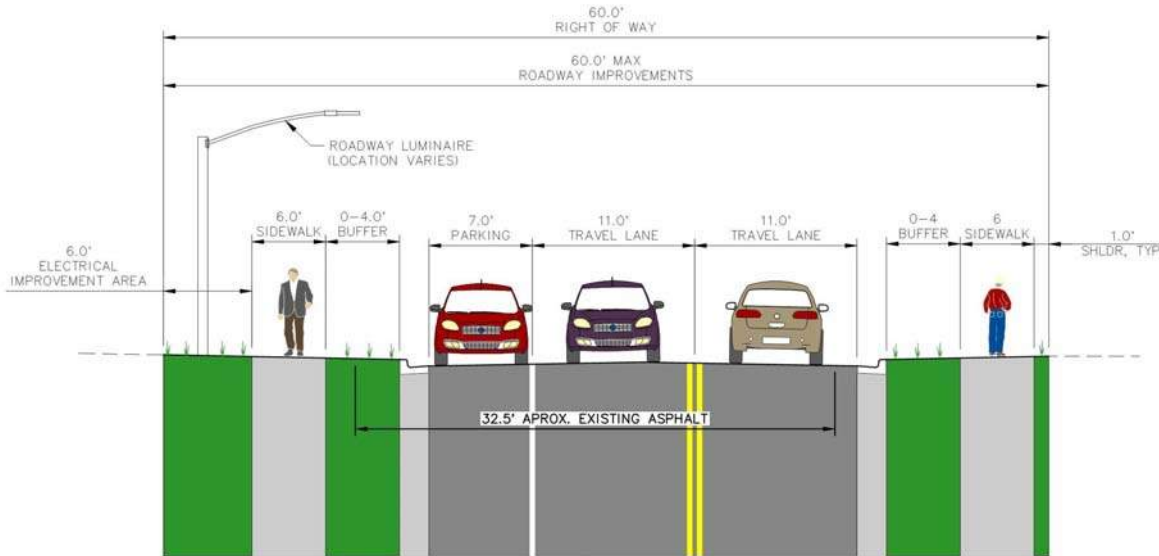 60.0'
RIGHT OF WAY
60.0' MAX
ROADWAY IMPROVEMENTS
ROADWAY LUMINAIRE
(LOCATION VARIES)
6.0'
ELECTRICAL
IMPROVEMENT AREA
6.0'
SIDEWALK
0-4.0'
BUFFER
7.0'
PARKING
11.0'
TRAVEL LANE
11.0'
TRAVEL LANE
0-4
BUFFER
6
SIDEWALK
1.0'
SHLDR, TYP
32.5' APROX. EXISTING ASPHALT